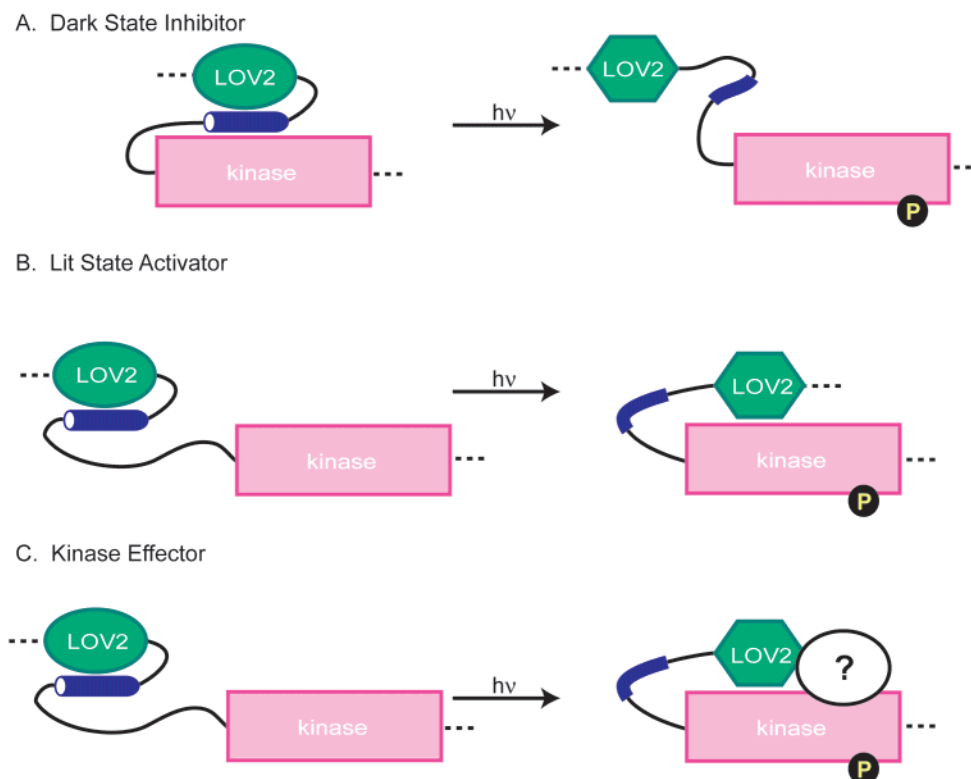 A. Dark State Inhibitor
LOV2
kinase
hν
LOV2
kinase
P
B. Lit State Activator
LOV2
kinase
hν
LOV2
kinase
P
C. Kinase Effector
LOV2
kinase
hν
LOV2
?
kinase
P